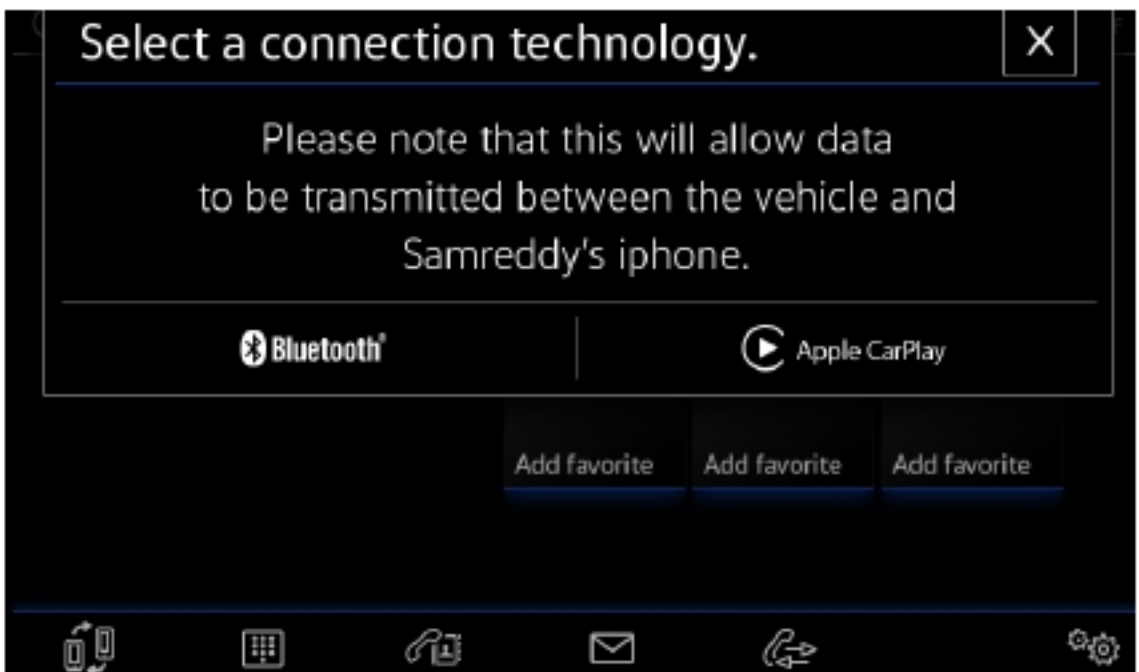 Select a connection technology.
X
Please note that this will allow data
to be transmitted between the vehicle and
Samreddy's iphone.
Bluetooth®
Apple CarPlay
Add favorite Add favorite Add favorite